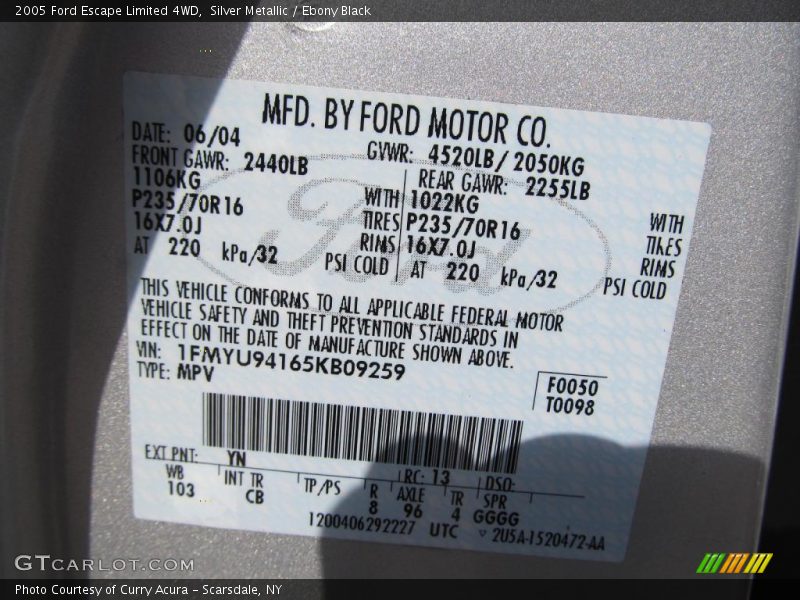 2005 Ford Escape Limited 4WD, Silver Metallic / Ebony Black
MFD. BY FORD MOTOR CO.
DATE: 06/04 GVWR: 4520LB/2050KG
FRONT GAWR: 2440LB REAR GAWR: 2255LB
1106KG WITH 1022KG WITH
P235/70R16 TIRES P235/70R16 TIRES
16X7.0J RIMS 16X7.0J RIMS
AT 220 kPa/32 PSI COLD AT 220 kPa/32 PSI COLD
Ford
THIS VEHICLE CONFORMS TO ALL APPLICABLE FEDERAL MOTOR
VEHICLE SAFETY AND THEFT PREVENTION STANDARDS IN
EFFECT ON THE DATE OF MANUFACTURE SHOWN ABOVE.
VIN: 1FMYU94165KB09259
TYPE: MPV
F0050
T0098
EXT PNT: YN RC: 13 DSO:
WB INT TR TP/PS R AXLE TR SPR
103 CB 8 96 4 GGGG
1200406292227 UTC ▽ 2U5A-1520472-AA
GTCARLOT.COM
Photo Courtesy of Curry Acura – Scarsdale, NY